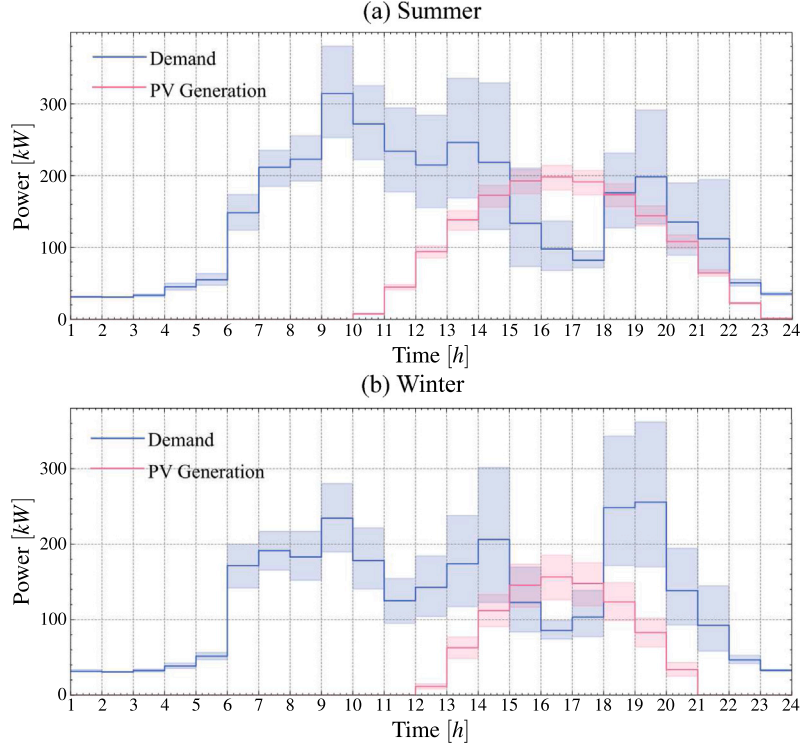 (a) Summer
Demand
PV Generation
Power [kW]
300
200
100
0
1 2 3 4 5 6 7 8 9 10 11 12 13 14 15 16 17 18 19 20 21 22 23 24
Time [h]
(b) Winter
Demand
PV Generation
Power [kW]
300
200
100
0
1 2 3 4 5 6 7 8 9 10 11 12 13 14 15 16 17 18 19 20 21 22 23 24
Time [h]